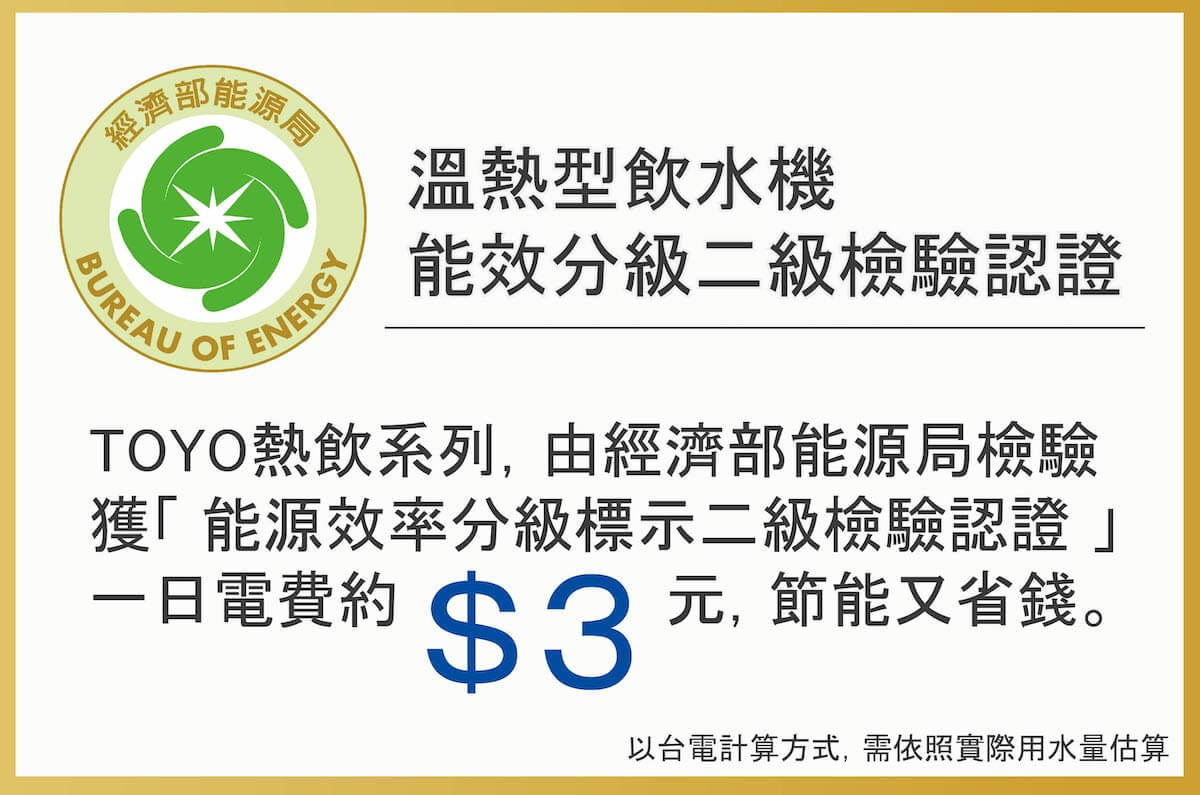 經濟部能源局
BUREAU OF ENERGY
溫熱型飲水機
能效分級二級檢驗認證
TOYO熱飲系列, 由經濟部能源局檢驗
獲「能源效率分級標示二級檢驗認證」
一日電費約 $3 元, 節能又省錢。
以台電計算方式, 需依照實際用水量估算